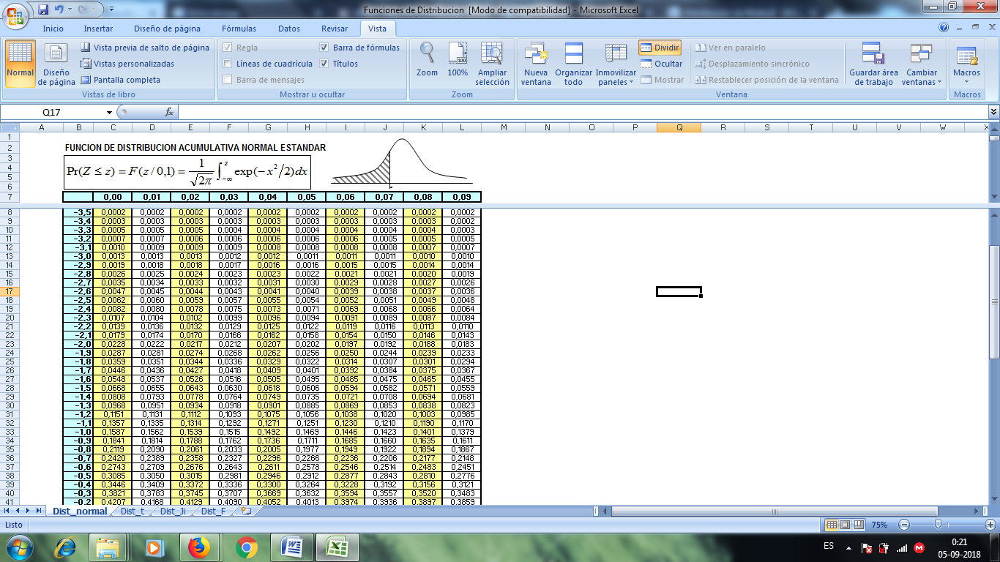 Funciones de Distribucion [Modo de compatibilidad] - Microsoft Excel
Inicio Insertar Diseño de página Fórmulas Datos Revisar Vista
Normal
Diseño de página
Vista previa de salto de página
Vistas personalizadas
Pantalla completa
Vistas de libro
Regla
Líneas de cuadrícula
Barra de mensajes
Barra de fórmulas
Títulos
Mostrar u ocultar
Zoom
100%
Ampliar selección
Zoom
Nueva ventana
Organizar todo
Inmovilizar paneles
Dividir
Ocultar
Mostrar
Ver en paralelo
Desplazamiento sincrónico
Restablecer posición de la ventana
Guardar área de trabajo
Cambiar ventanas
Ventana
Macros
Macros
Q17 fx
A B C D E F G H I J K L M N O P Q R S T U V W X
1
2 FUNCION DE DISTRIBUCION ACUMULATIVA NORMAL ESTANDAR
3
4 Pr(Z ≤ z) = F(z / 0,1) = 1/√2π ∫_{-∞}^{z} exp(−x²/2)dx
5
6
7 0,00 0,01 0,02 0,03 0,04 0,05 0,06 0,07 0,08 0,09
8 -3,5 0,0002 0,0002 0,0002 0,0002 0,0002 0,0002 0,0002 0,0002 0,0002 0,0002
9 -3,4 0,0003 0,0003 0,0003 0,0003 0,0003 0,0003 0,0003 0,0003 0,0003 0,0002
10 -3,3 0,0005 0,0005 0,0005 0,0004 0,0004 0,0004 0,0004 0,0004 0,0004 0,0003
11 -3,2 0,0007 0,0007 0,0006 0,0006 0,0006 0,0006 0,0006 0,0005 0,0005 0,0005
12 -3,1 0,0010 0,0009 0,0009 0,0009 0,0008 0,0008 0,0008 0,0008 0,0007 0,0007
13 -3,0 0,0013 0,0013 0,0013 0,0012 0,0012 0,0011 0,0011 0,0011 0,0010 0,0010
14 -2,9 0,0019 0,0018 0,0018 0,0017 0,0016 0,0016 0,0015 0,0015 0,0014 0,0014
15 -2,8 0,0026 0,0025 0,0024 0,0023 0,0023 0,0022 0,0021 0,0021 0,0020 0,0019
16 -2,7 0,0035 0,0034 0,0033 0,0032 0,0031 0,0030 0,0029 0,0028 0,0027 0,0026
17 -2,6 0,0047 0,0045 0,0044 0,0043 0,0041 0,0040 0,0039 0,0038 0,0037 0,0036
18 -2,5 0,0062 0,0060 0,0059 0,0057 0,0055 0,0054 0,0052 0,0051 0,0049 0,0048
19 -2,4 0,0082 0,0080 0,0078 0,0075 0,0073 0,0071 0,0069 0,0068 0,0066 0,0064
20 -2,3 0,0107 0,0104 0,0102 0,0099 0,0096 0,0094 0,0091 0,0089 0,0087 0,0084
21 -2,2 0,0139 0,0136 0,0132 0,0129 0,0125 0,0122 0,0119 0,0116 0,0113 0,0110
22 -2,1 0,0179 0,0174 0,0170 0,0166 0,0162 0,0158 0,0154 0,0150 0,0146 0,0143
23 -2,0 0,0228 0,0222 0,0217 0,0212 0,0207 0,0202 0,0197 0,0192 0,0188 0,0183
24 -1,9 0,0287 0,0281 0,0274 0,0268 0,0262 0,0256 0,0250 0,0244 0,0239 0,0233
25 -1,8 0,0359 0,0351 0,0344 0,0336 0,0329 0,0322 0,0314 0,0307 0,0301 0,0294
26 -1,7 0,0446 0,0436 0,0427 0,0418 0,0409 0,0401 0,0392 0,0384 0,0375 0,0367
27 -1,6 0,0548 0,0537 0,0526 0,0516 0,0505 0,0495 0,0485 0,0475 0,0465 0,0455
28 -1,5 0,0668 0,0655 0,0643 0,0630 0,0618 0,0606 0,0594 0,0582 0,0571 0,0559
29 -1,4 0,0808 0,0793 0,0778 0,0764 0,0749 0,0735 0,0721 0,0708 0,0694 0,0681
30 -1,3 0,0968 0,0951 0,0934 0,0918 0,0901 0,0885 0,0869 0,0853 0,0838 0,0823
31 -1,2 0,1151 0,1131 0,1112 0,1093 0,1075 0,1056 0,1038 0,1020 0,1003 0,0985
32 -1,1 0,1357 0,1335 0,1314 0,1292 0,1271 0,1251 0,1230 0,1210 0,1190 0,1170
33 -1,0 0,1587 0,1562 0,1539 0,1515 0,1492 0,1469 0,1446 0,1423 0,1401 0,1379
34 -0,9 0,1841 0,1814 0,1788 0,1762 0,1736 0,1711 0,1685 0,1660 0,1635 0,1611
35 -0,8 0,2119 0,2090 0,2061 0,2033 0,2005 0,1977 0,1949 0,1922 0,1894 0,1867
36 -0,7 0,2420 0,2389 0,2358 0,2327 0,2296 0,2266 0,2236 0,2206 0,2177 0,2148
37 -0,6 0,2743 0,2709 0,2676 0,2643 0,2611 0,2578 0,2546 0,2514 0,2483 0,2451
38 -0,5 0,3085 0,3050 0,3015 0,2981 0,2946 0,2912 0,2877 0,2843 0,2810 0,2776
39 -0,4 0,3446 0,3409 0,3372 0,3336 0,3300 0,3264 0,3228 0,3192 0,3156 0,3121
40 -0,3 0,3821 0,3783 0,3745 0,3707 0,3669 0,3632 0,3594 0,3557 0,3520 0,3483
41 -0,2 0,4207 0,4168 0,4129 0,4090 0,4052 0,4013 0,3974 0,3936 0,3897 0,3859
Dist_normal Dist_t Dist_Ji Dist_F
Listo 75%
ES 0:21
05-09-2018